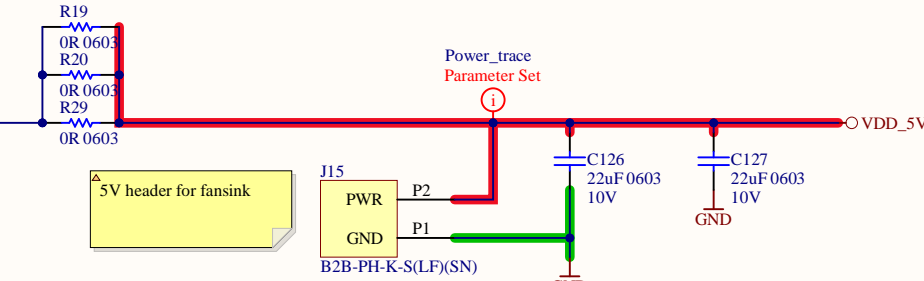 R19
0R 0603
R20
0R 0603
R29
0R 0603
Power_trace
Parameter Set
i
VDD_5V
5V header for fansink
J15
PWR
P2
GND
P1
B2B-PH-K-S(LF)(SN)
C126
22uF 0603
10V
C127
22uF 0603
10V
GND